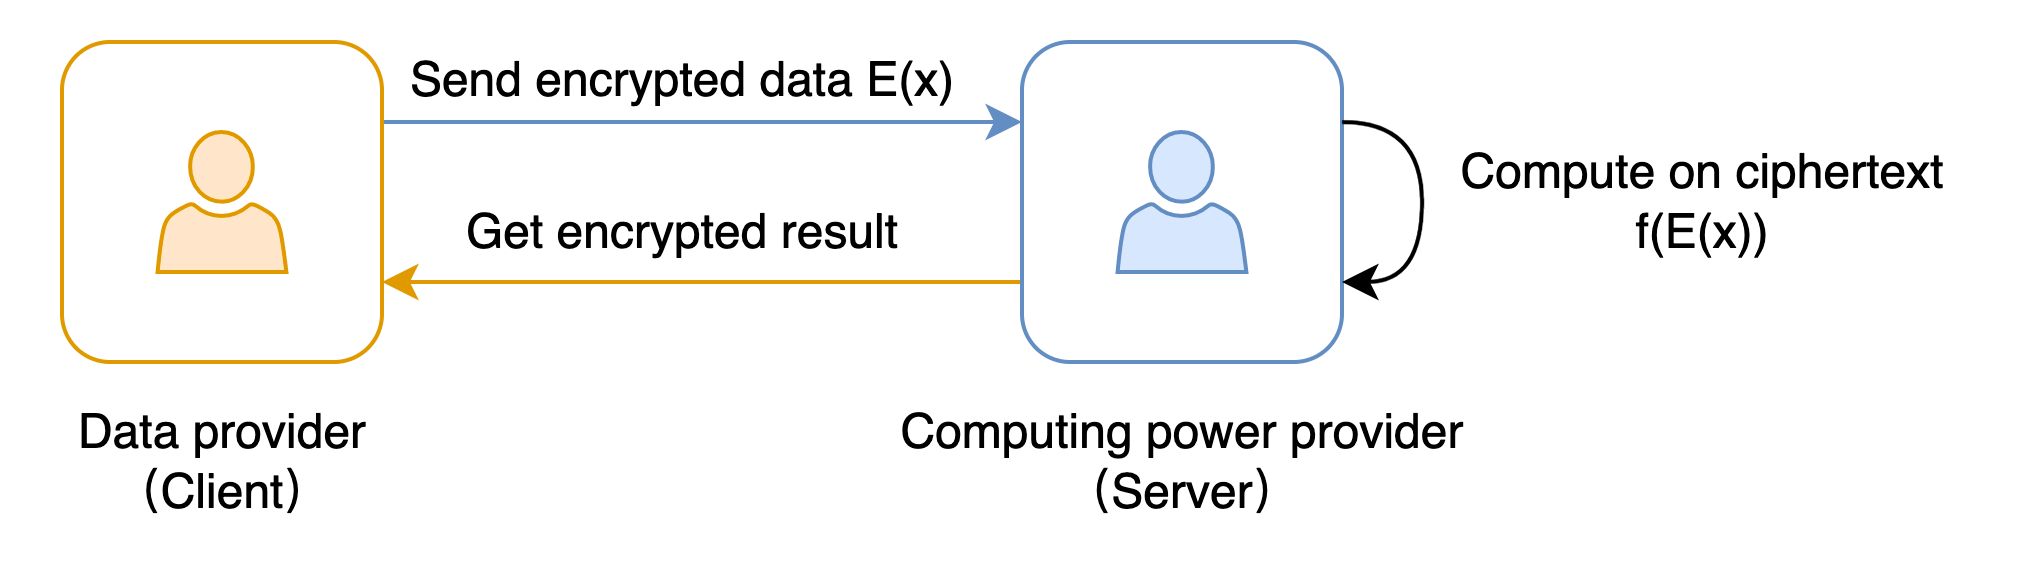 Send encrypted data E(x)
Get encrypted result
Compute on ciphertext
f(E(x))
Data provider
(Client)
Computing power provider
(Server)